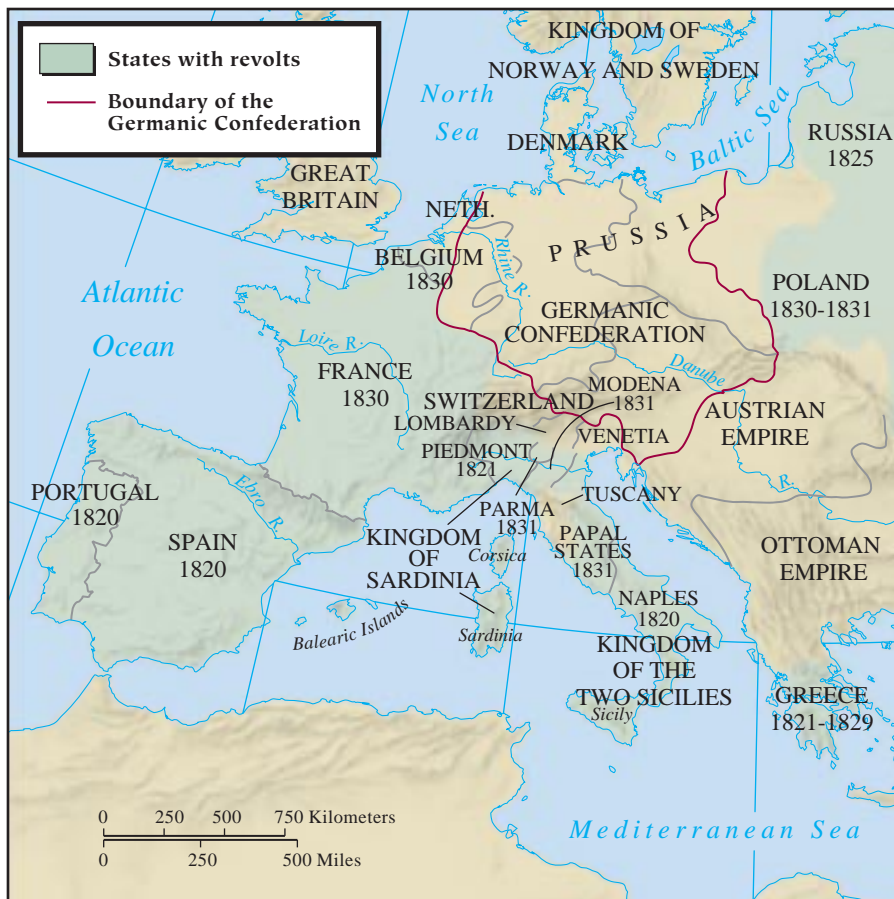 States with revolts
Boundary of the
Germanic Confederation
KINGDOM OF
NORWAY AND SWEDEN
North
Sea
DENMARK
Baltic Sea
RUSSIA
1825
GREAT
BRITAIN
NETH.
PRUSSIA
Rhine R.
BELGIUM
1830
POLAND
1830-1831
Atlantic
Ocean
GERMANIC
CONFEDERATION
Loire R.
Danube
FRANCE
1830
MODENA
1831
SWITZERLAND
LOMBARDY
AUSTRIAN
EMPIRE
VENETIA
PIEDMONT
1821
R.
PORTUGAL
1820
Ebro R.
TUSCANY
PARMA
1831
SPAIN
1820
KINGDOM
OF
SARDINIA
Corsica
PAPAL
STATES
1831
OTTOMAN
EMPIRE
Balearic Islands
Sardinia
NAPLES
1820
KINGDOM
OF THE
TWO SICILIES
Sicily
GREECE
1821-1829
0 250 500 750 Kilometers
0 250 500 Miles
Mediterranean Sea